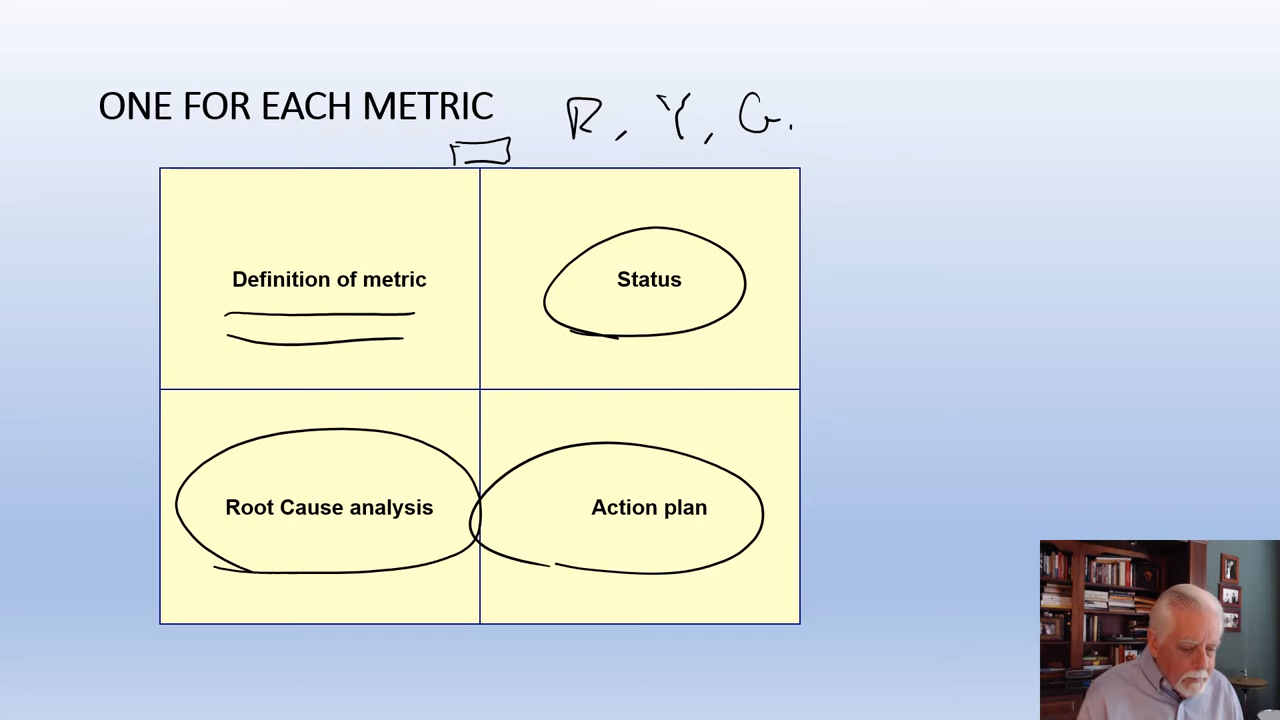 ONE FOR EACH METRIC R, Y, G.
Definition of metric
Status
Root Cause analysis
Action plan